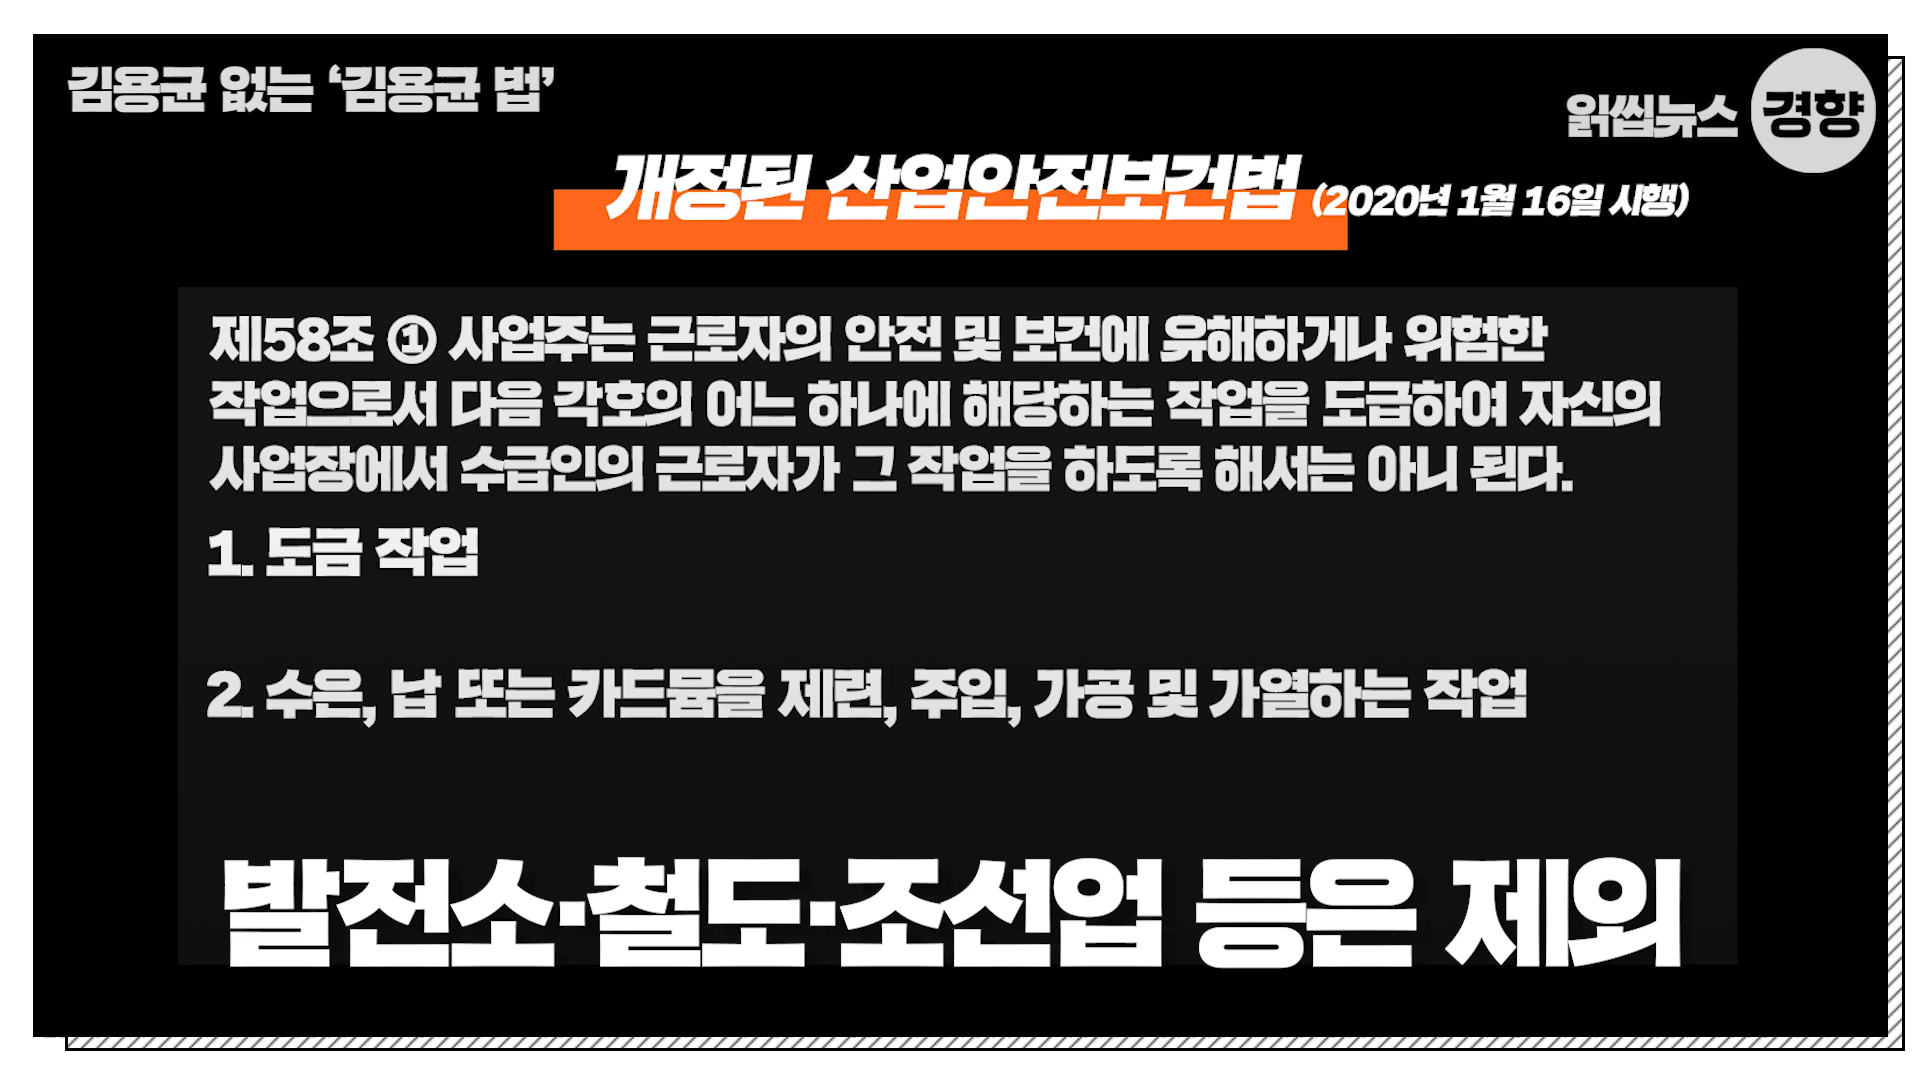 김용균 없는 ‘김용균 법’
읽씹뉴스 경향
개정된 산업안전보건법 (2020년 1월 16일 시행)
제58조 ① 사업주는 근로자의 안전 및 보건에 유해하거나 위험한
작업으로서 다음 각호의 어느 하나에 해당하는 작업을 도급하여 자신의
사업장에서 수급인의 근로자가 그 작업을 하도록 해서는 아니 된다.
1. 도금 작업
2. 수은, 납 또는 카드뮴을 제련, 주입, 가공 및 가열하는 작업
발전소·철도·조선업 등은 제외